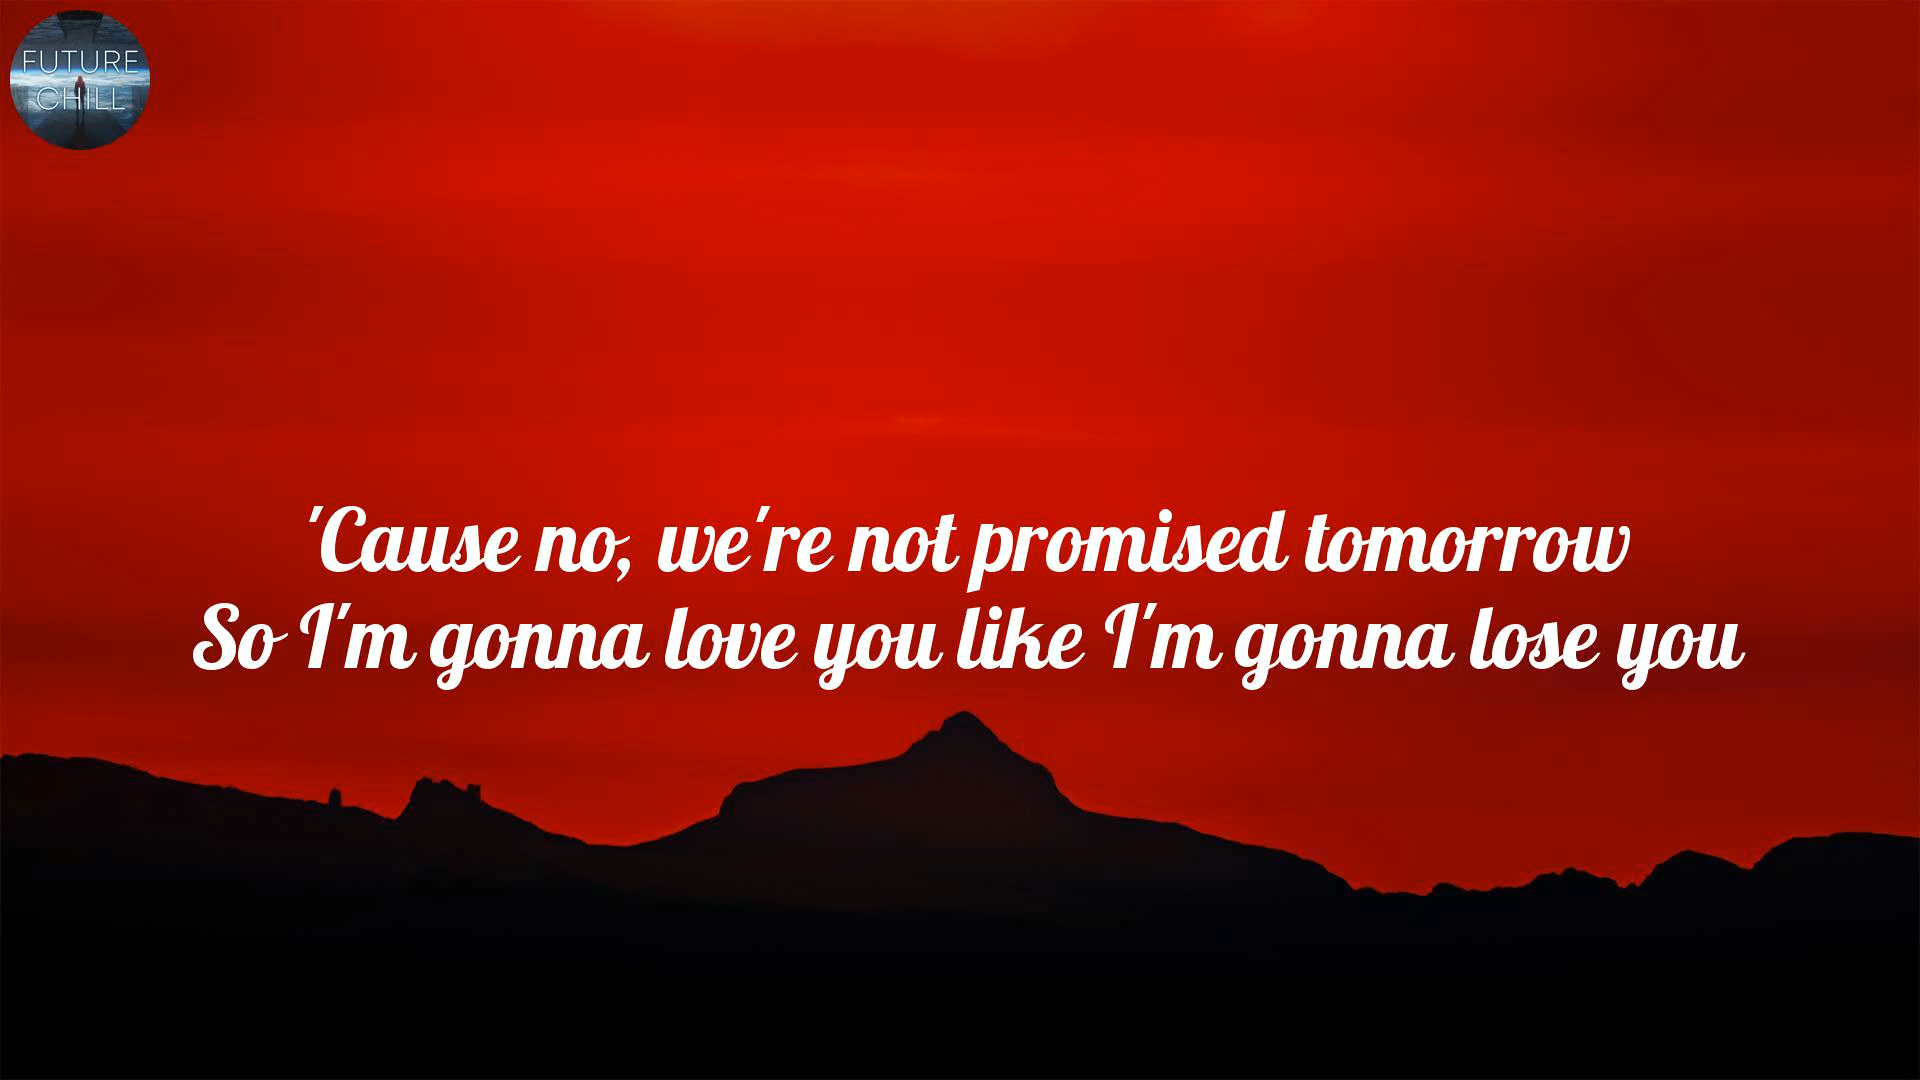 FUTURE
CHILL
'Cause no, we're not promised tomorrow
So I'm gonna love you like I'm gonna lose you